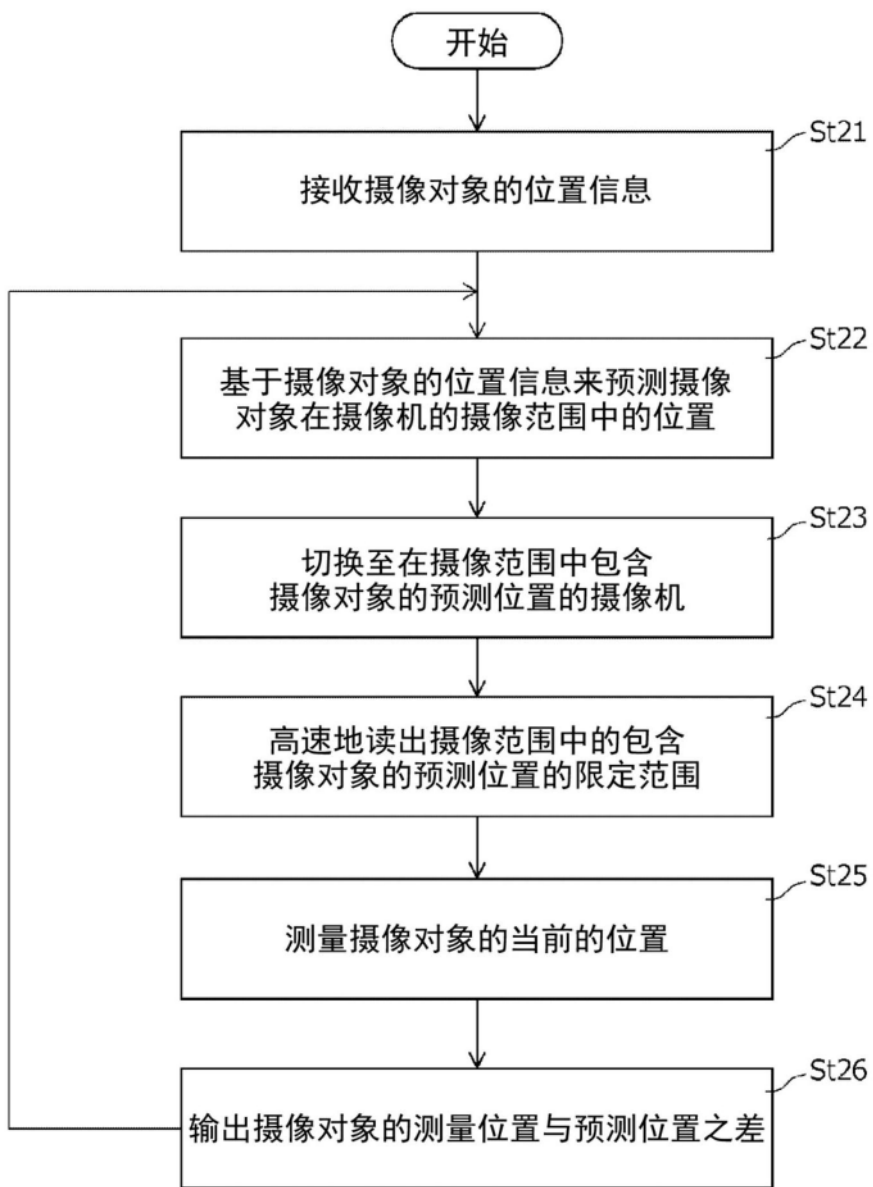 开始
St21
接收摄像对象的位置信息
St22
基于摄像对象的位置信息来预测摄像
对象在摄像机的摄像范围中的位置
St23
切换至在摄像范围中包含
摄像对象的预测位置的摄像机
St24
高速地读出摄像范围中的包含
摄像对象的预测位置的限定范围
St25
测量摄像对象的当前的位置
St26
输出摄像对象的测量位置与预测位置之差